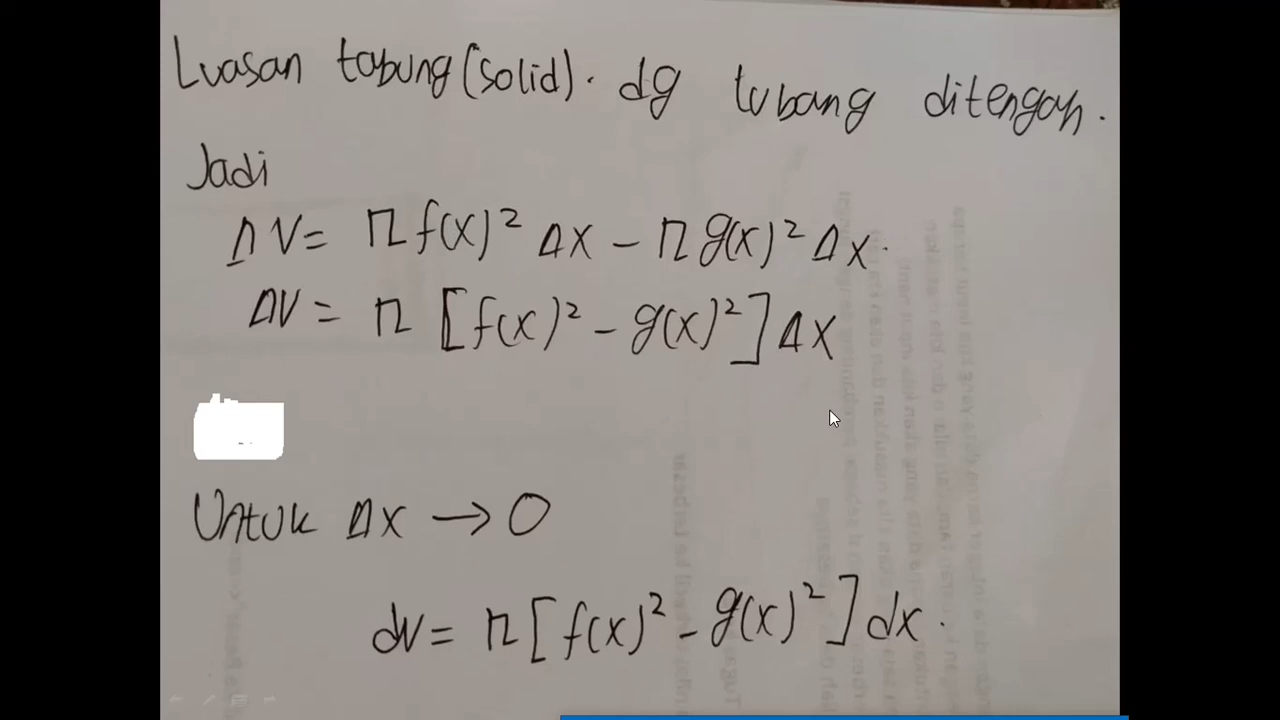 Luasan tabung (solid). dg lubang ditengah.
Jadi
ΔV = π f(x)² Δx - π g(x)² Δx.
ΔV = π [f(x)² - g(x)²] Δx
Untuk Δx → 0
dv = π [f(x)² - g(x)²] dx.